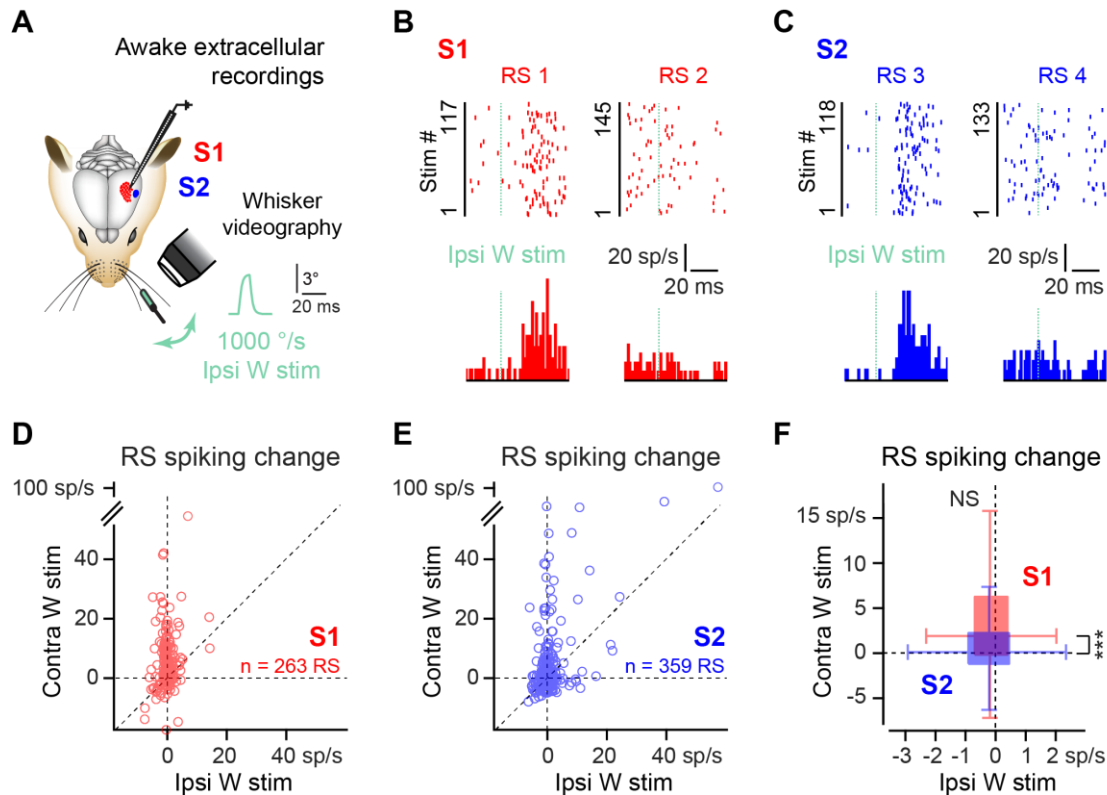 A
Awake extracellular
recordings
S1
S2
Whisker
videography
3°
20 ms
1000 °/s
Ipsi W stim
B
S1
RS 1
RS 2
Stim #
117
1
145
1
Ipsi W stim
20 sp/s
20 ms
C
S2
RS 3
RS 4
Stim #
118
1
133
1
20 sp/s
20 ms
D
RS spiking change
100 sp/s
40
20
0
Contra W stim
S1
n = 263 RS
0
20
40
sp/s
Ipsi W stim
E
RS spiking change
100 sp/s
40
20
0
Contra W stim
S2
n = 359 RS
0
20
40
sp/s
Ipsi W stim
F
RS spiking change
NS
15 sp/s
10
5
0
-5
Contra W stim
S1
S2
***
-3
-2
-1
0
1
2
sp/s
Ipsi W stim